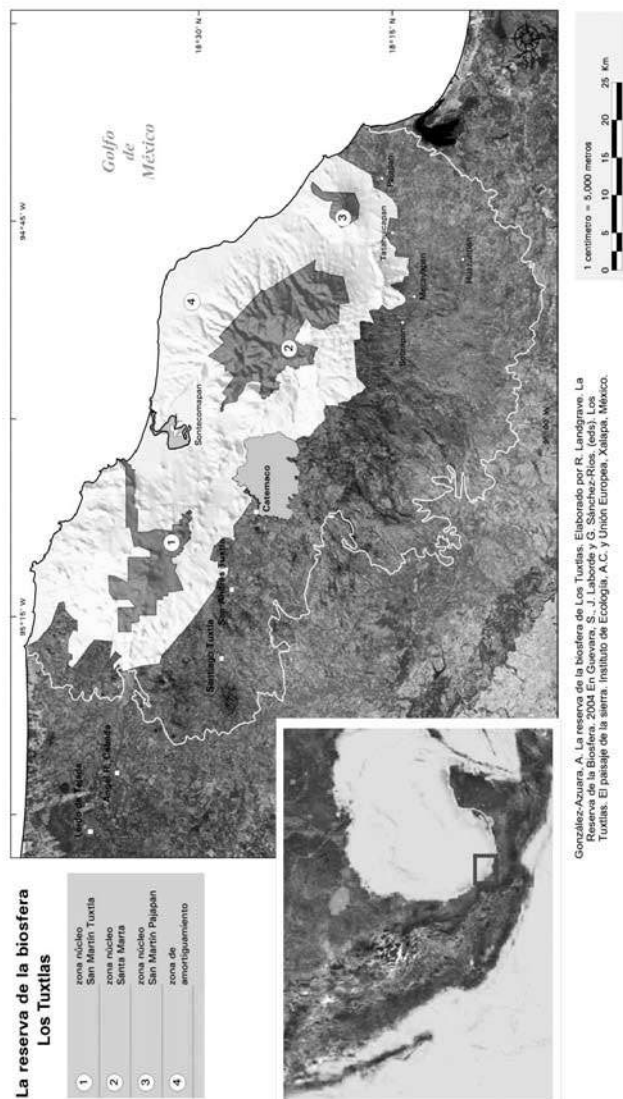 La reserva de la biosfera
Los Tuxtlas
1
zona núcleo
San Martín Tuxtla
2
zona núcleo
Santa Marta
3
zona núcleo
San Martín Pajapan
4
zona de
amortiguamiento
95°15' W
94°45' W
18°30' N
18°15' N
Golfo
de
México
Lerdo de Tejada
Angel R. Cabada
Santiago Tuxtla
San Andrés Tuxtla
Catemaco
Sontecomapan
1
2
3
4
Tatahuicapan
Pajapan
Mecayapan
Soteapan
1 centímetro = 5,000 metros
0 5 10 15 20 25 Km
González-Azuara, A. La reserva de la biosfera de Los Tuxtlas. Elaborado por R. Landgrave. La
Reserva de la Biosfera. 2004 En Guevara, S., J. Laborde y G. Sánchez-Ríos. (eds). Los
Tuxtlas. El paisaje de la sierra. Instituto de Ecología, A.C. y Unión Europea, Xalapa, México.